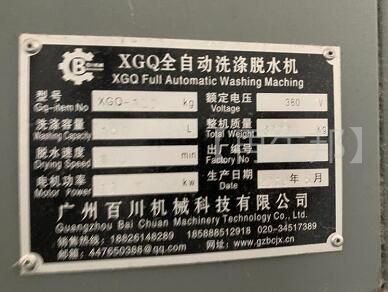 XGQ全自动洗涤脱水机
XGQ Full Automatic Washing Maching
型号 XGQ- kg 额定电压 380 V
Gg-item No Voltage
洗涤容量 L 整机质量 kg
Washing Capacity Total Weight
脱水速度 min 出厂编号
Drying Speed
电机功率 kw 生产日期 年 月
Motor Power Date
广州百川机械科技有限公司
Guangzhou Bai Chuan Machinery Technology Co., Ltd.
销售热线: 18826148289 185888512918 020-34517389
邮箱: 447650388@qq.com 网址: www.gzbcjx.cn